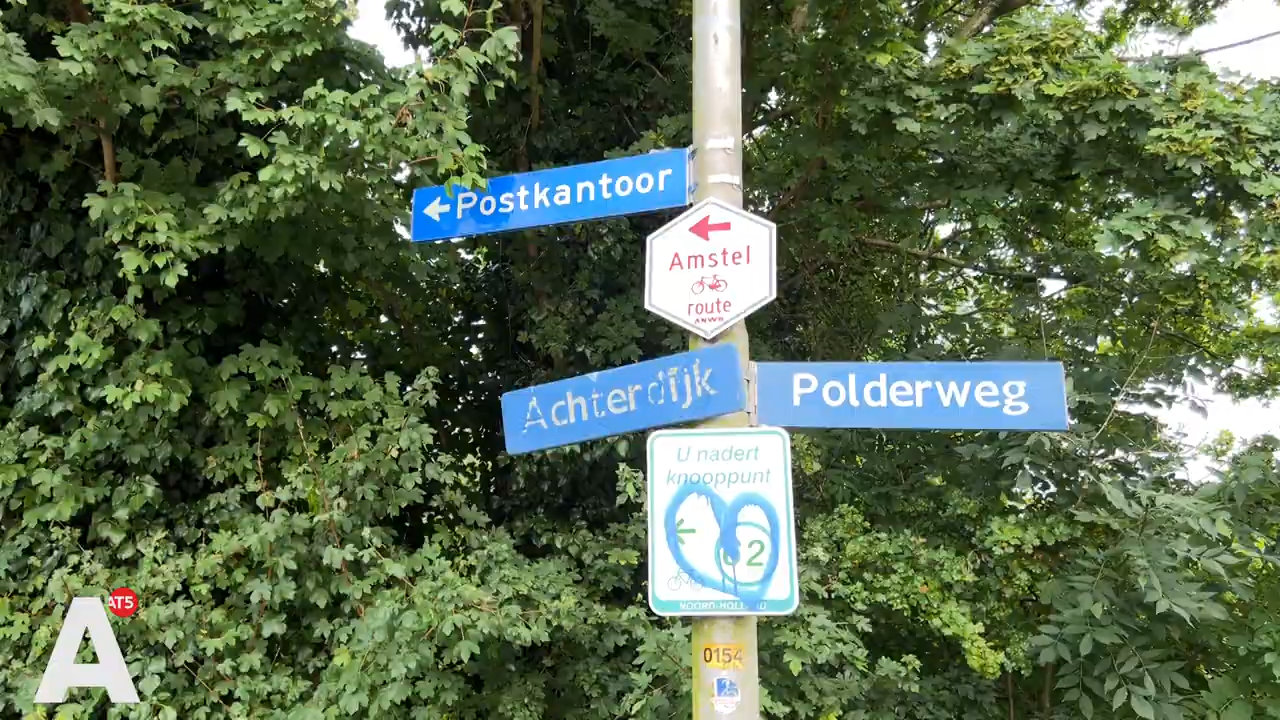 Postkantoor
Amstel
route
ANWB
Achterdijk
Polderweg
U nadert
knooppunt
2
NOORD-HOLLAND
0154
A
AT5